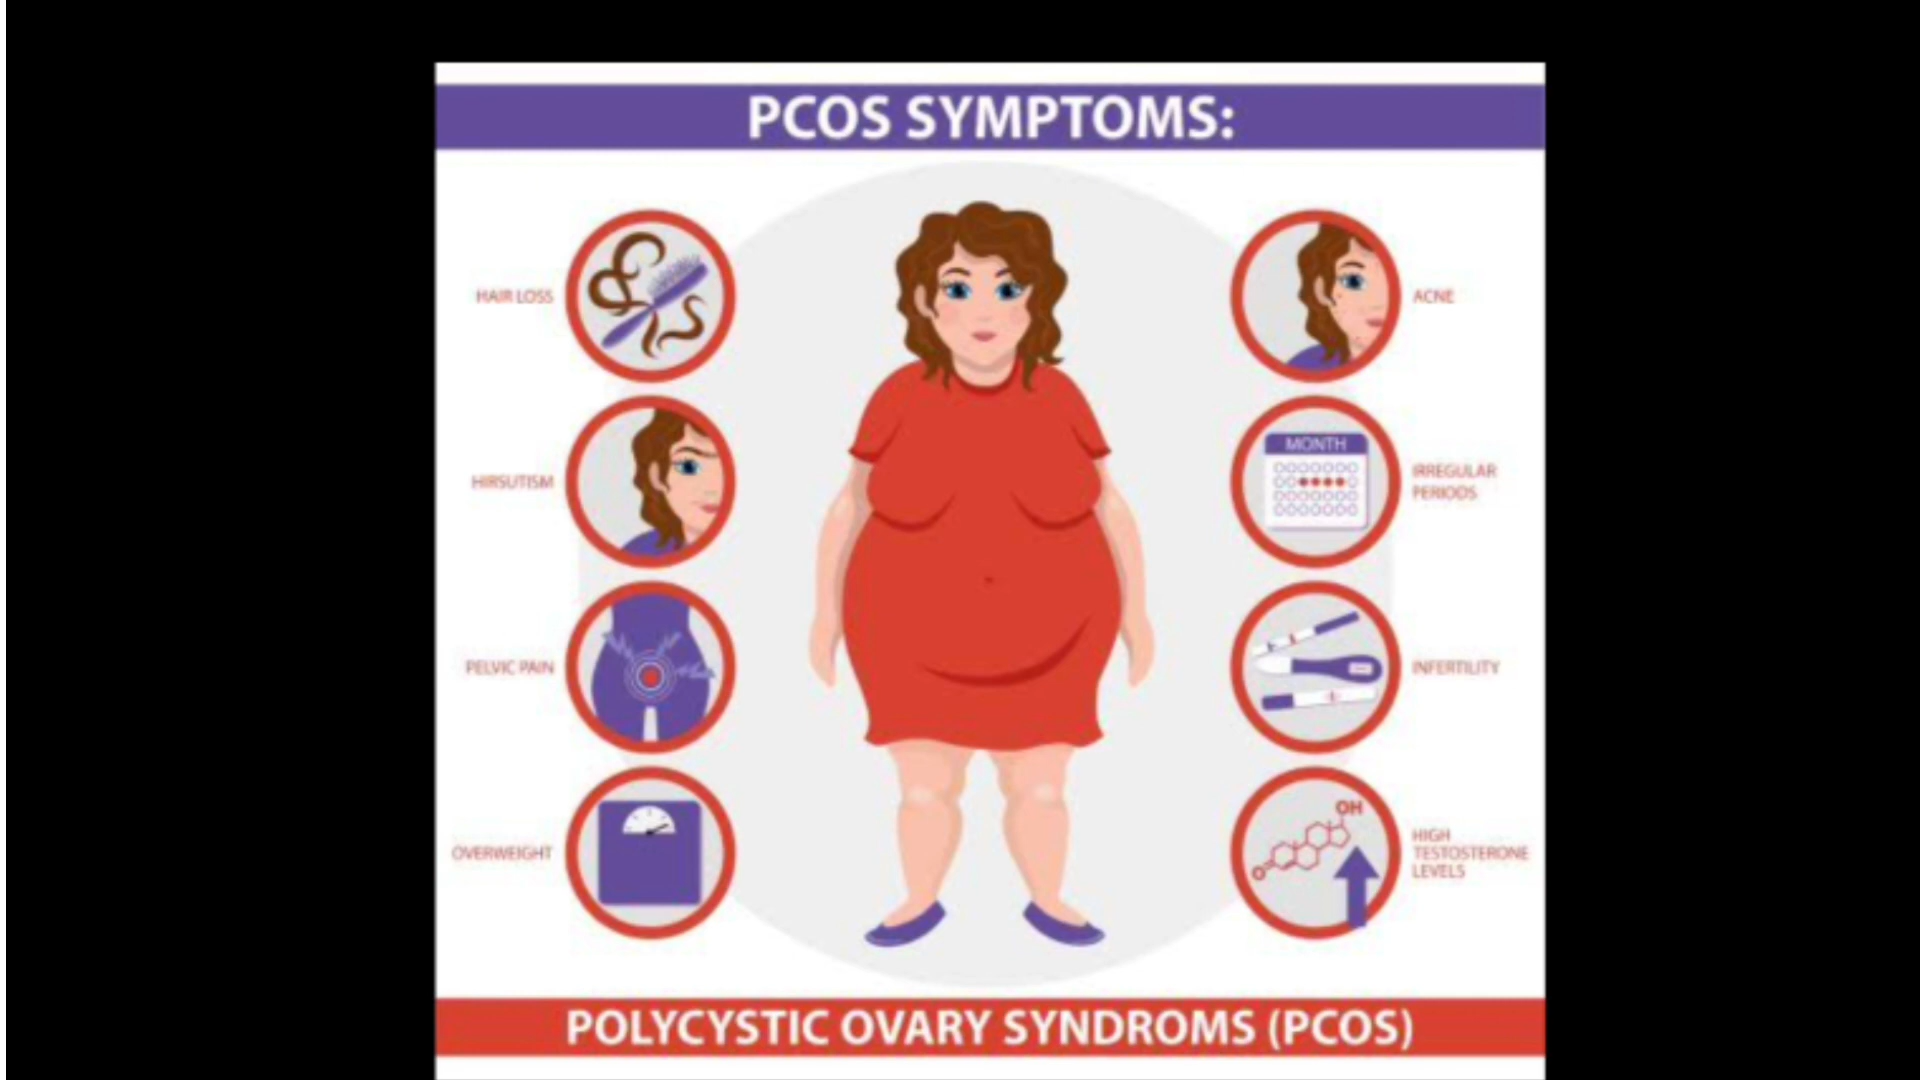 PCOS SYMPTOMS:
HAIR LOSS
ACNE
HIRSUTISM
MONTH
IRREGULAR
PERIODS
PELVIC PAIN
INFERTILITY
OVERWEIGHT
OH
O
HIGH
TESTOSTERONE
LEVELS
POLYCYSTIC OVARY SYNDROMS (PCOS)